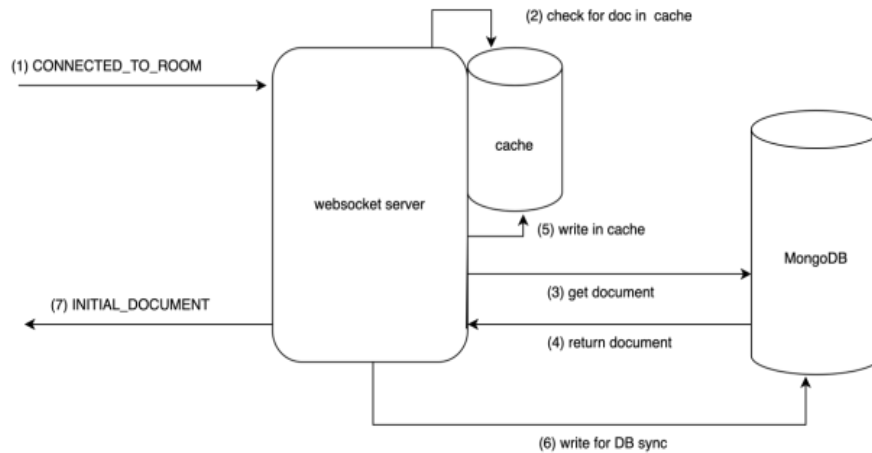 (2) check for doc in cache
(1) CONNECTED_TO_ROOM
cache
websocket server
(5) write in cache
MongoDB
(3) get document
(7) INITIAL_DOCUMENT
(4) return document
(6) write for DB sync